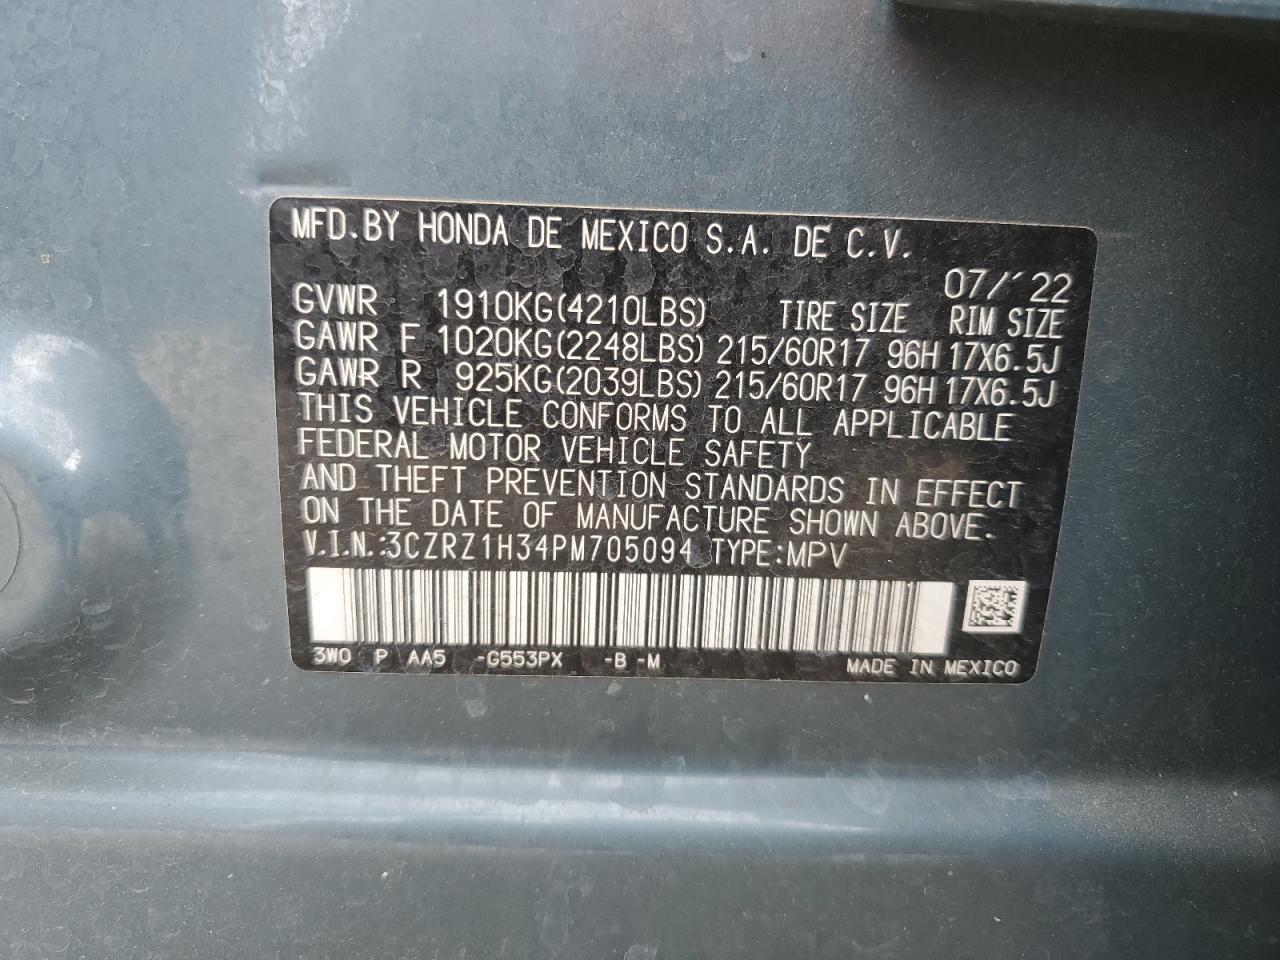 MFD.BY HONDA DE MEXICO S.A. DE C.V.
07/´22
GVWR 1910KG(4210LBS) TIRE SIZE RIM SIZE
GAWR F 1020KG(2248LBS) 215/60R17 96H 17X6.5J
GAWR R 925KG(2039LBS) 215/60R17 96H 17X6.5J
THIS VEHICLE CONFORMS TO ALL APPLICABLE
FEDERAL MOTOR VEHICLE SAFETY
AND THEFT PREVENTION STANDARDS IN EFFECT
ON THE DATE OF MANUFACTURE SHOWN ABOVE.
V.I.N.:3CZRZ1H34PM705094 TYPE:MPV
3WO P AA5 -G553PX -B -M MADE IN MEXICO